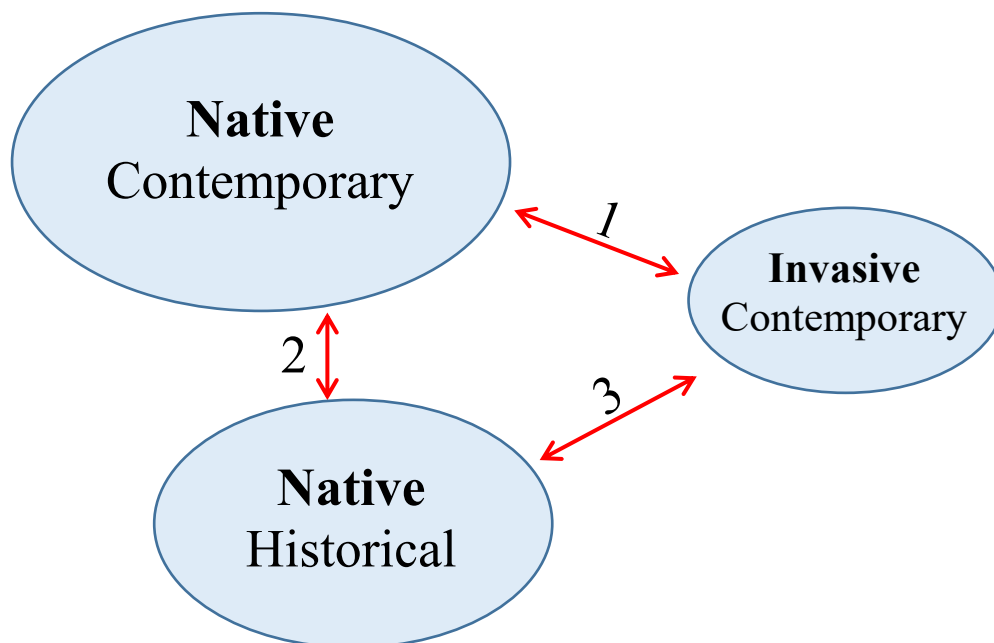 Native
Contemporary
1
Invasive
Contemporary
2
3
Native
Historical